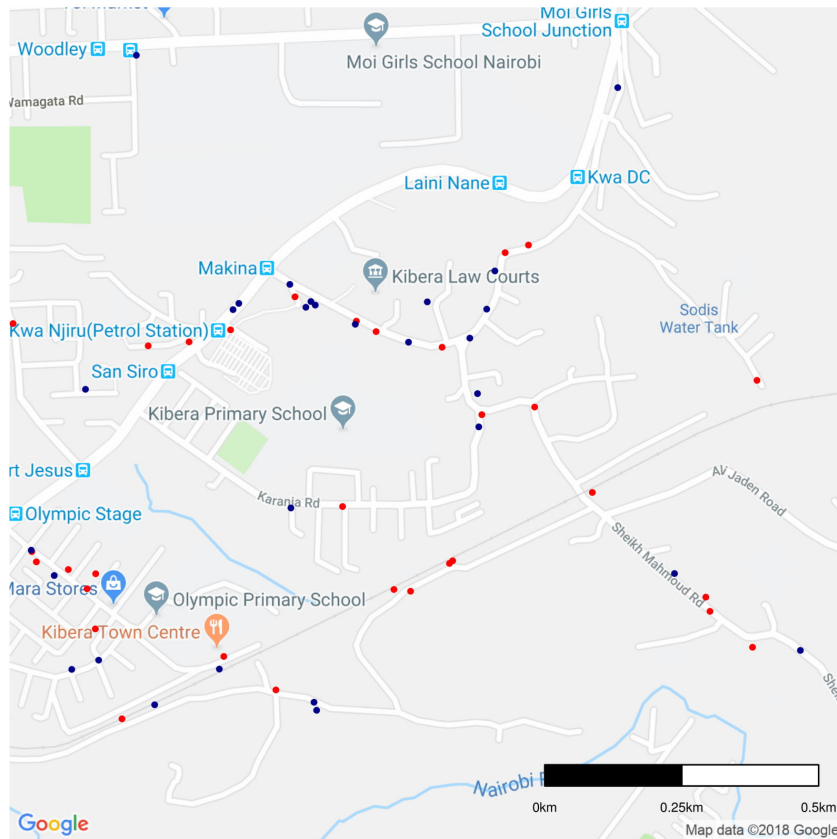 Moi Girls
School Junction
Woodley
Moi Girls School Nairobi
Wamagata Rd
Laini Nane
Kwa DC
Makina
Kibera Law Courts
Sodis
Water Tank
Kwa Njiru(Petrol Station)
San Siro
Kibera Primary School
rt Jesus
AV Jaden Road
Karania Rd
Olympic Stage
Sheikh Mahmoud Rd
Mara Stores
Olympic Primary School
Kibera Town Centre
She
Nairobi
0km
0.25km
0.5km
Google
Map data ©2018 Google